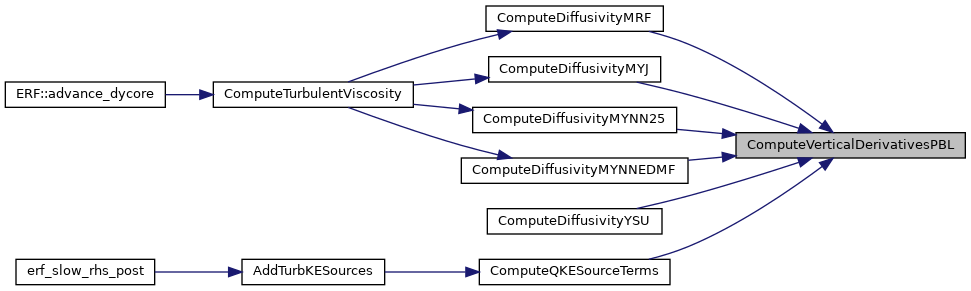 ComputeDiffusivityMRF
ComputeDiffusivityMYJ
ERF::advance_dycore
ComputeTurbulentViscosity
ComputeDiffusivityMYNN25
ComputeVerticalDerivativesPBL
ComputeDiffusivityMYNNEDMF
ComputeDiffusivityYSU
erf_slow_rhs_post
AddTurbKESources
ComputeQKESourceTerms